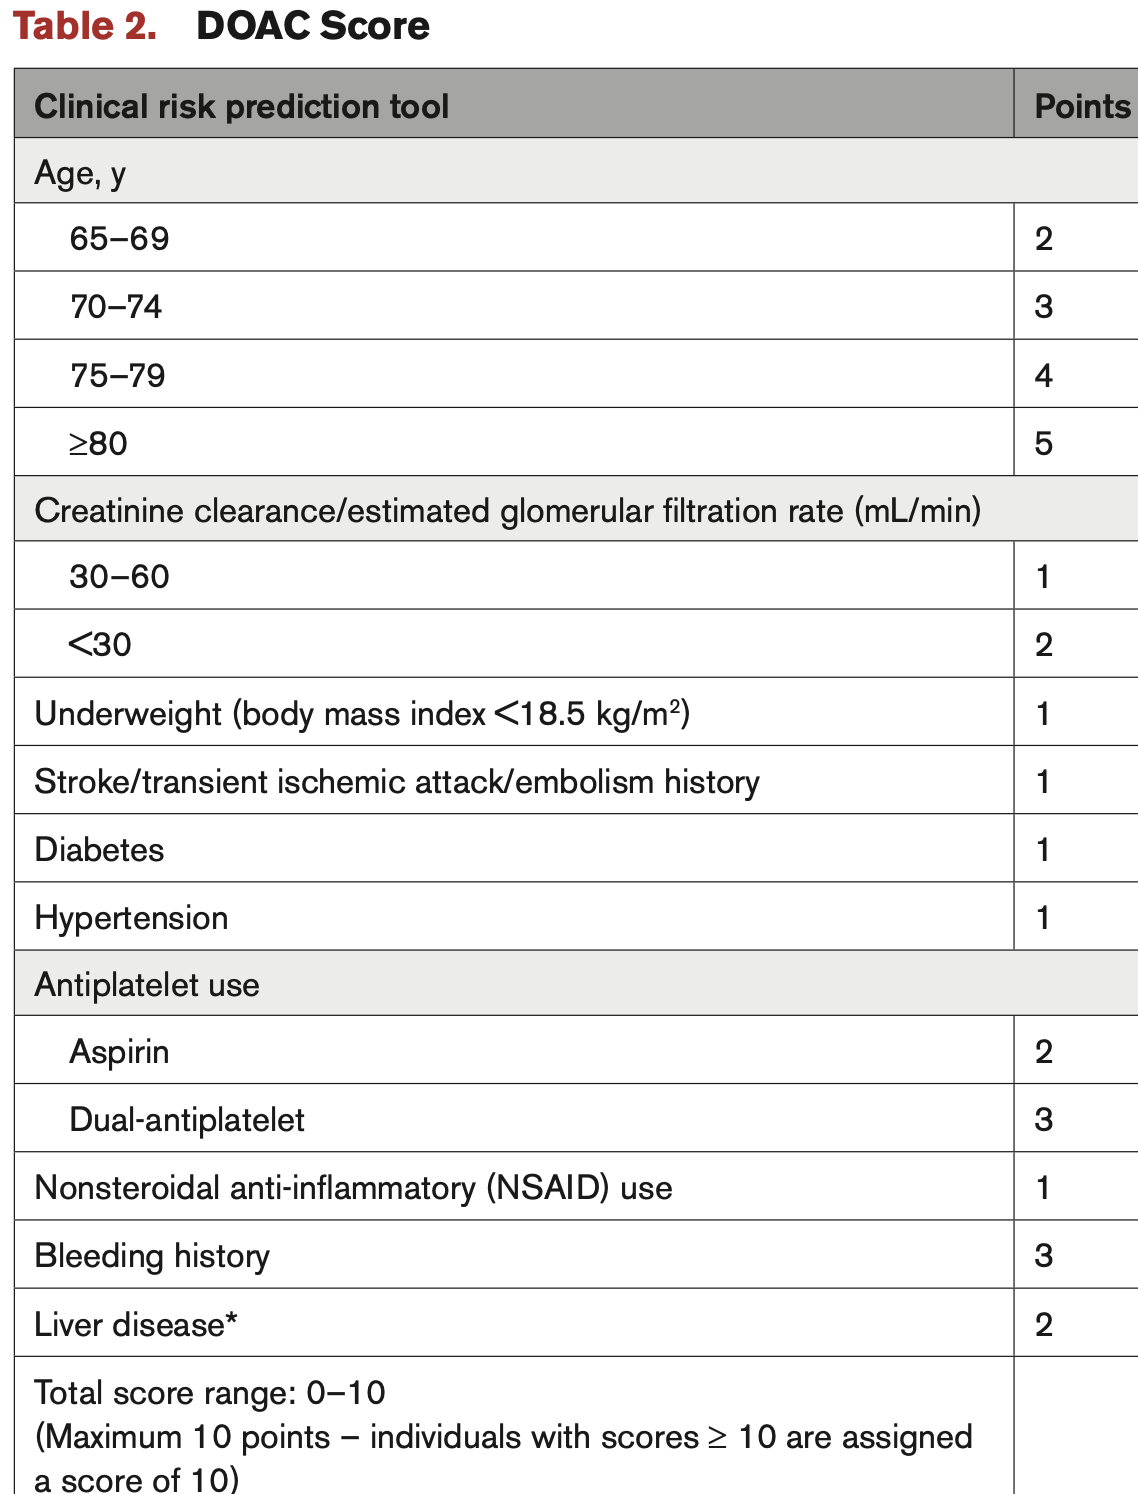 Table 2. DOAC Score
Clinical risk prediction tool Points
Age, y
65–69 2
70–74 3
75–79 4
≥80 5
Creatinine clearance/estimated glomerular filtration rate (mL/min)
30–60 1
<30 2
Underweight (body mass index <18.5 kg/m²) 1
Stroke/transient ischemic attack/embolism history 1
Diabetes 1
Hypertension 1
Antiplatelet use
Aspirin 2
Dual-antiplatelet 3
Nonsteroidal anti-inflammatory (NSAID) use 1
Bleeding history 3
Liver disease* 2
Total score range: 0–10
(Maximum 10 points – individuals with scores ≥ 10 are assigned
a score of 10)